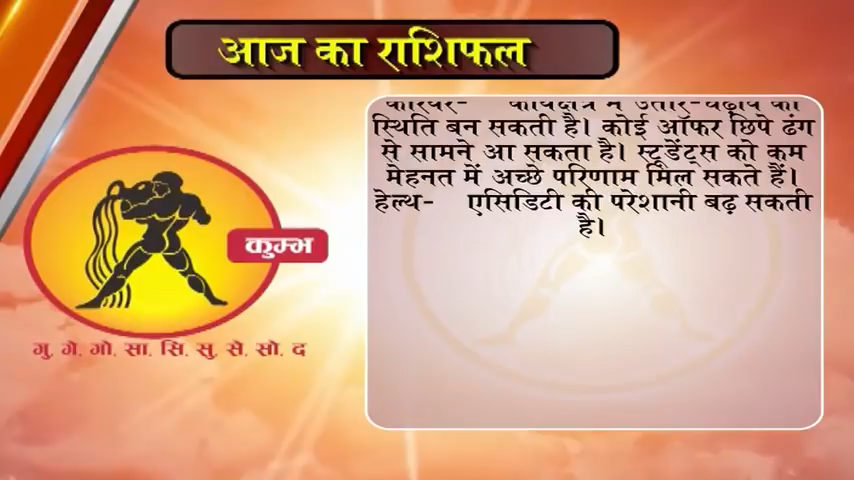 आज का राशिफल
स्थिति बन सकती है। कोई ऑफर छिपे ढंग
से सामने आ सकता है। स्टूडेंट्स को कम
मेहनत में अच्छे परिणाम मिल सकते हैं।
हेल्थ- एसिडिटी की परेशानी बढ़ सकती
है।
कुम्भ
गु. गे. गो. सा. सि. सु. से. सो. द